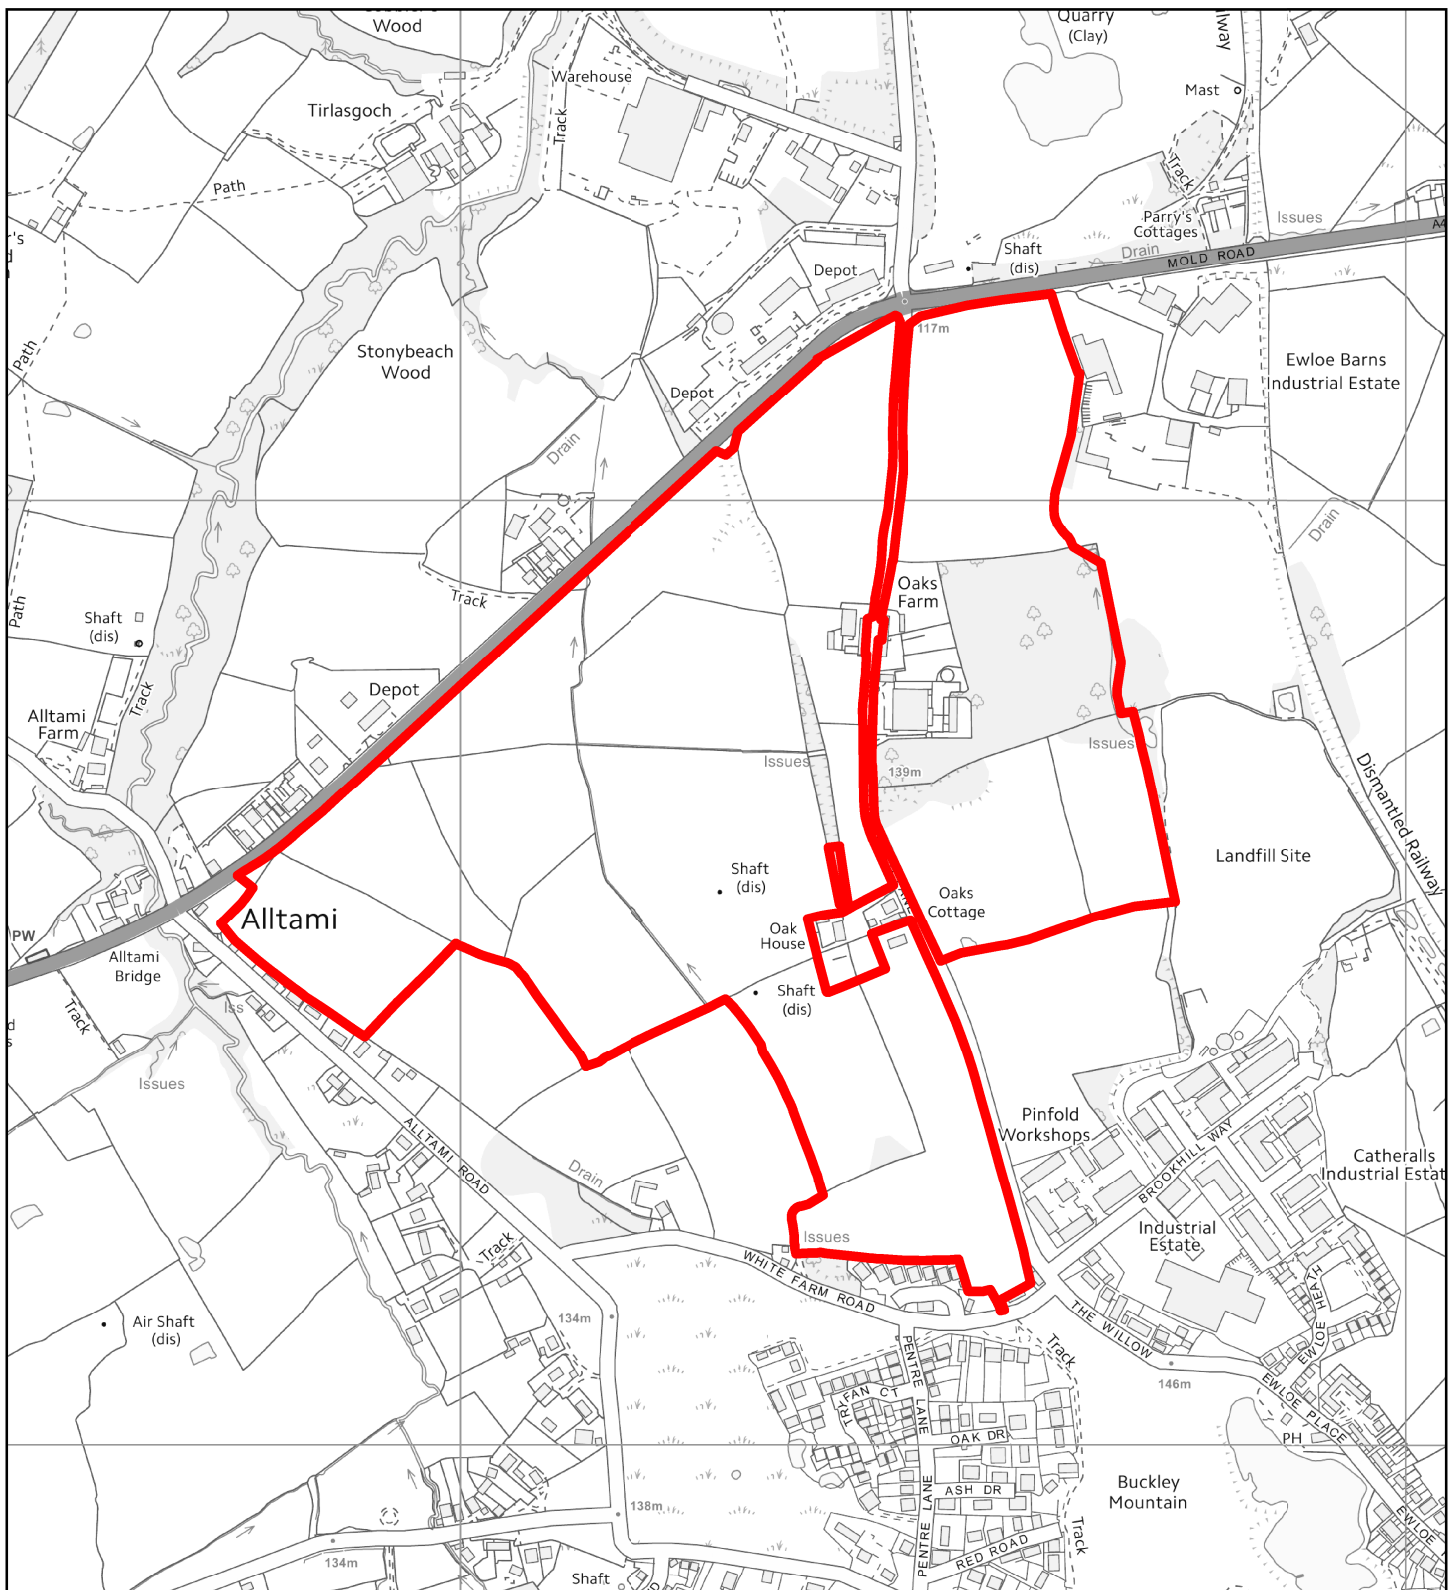 Wood
Quarry
(Clay)
Warehouse
Mast
Tirlasgoch
Track
Path
Track
Parry's
Cottages
Issues
Shaft
(dis)
Drain
MOLD ROAD
Depot
117m
Stonybeach
Wood
Path
Ewloe Barns
Industrial Estate
Depot
Drain
Drain
Oaks
Farm
Track
Path
Shaft
(dis)
Track
Depot
Alltami
Farm
Issues
Issues
139m
Dismantled Railway
Landfill Site
Shaft
(dis)
Oaks
Cottage
Alltami
Oak
House
PW
Alltami
Bridge
Shaft
(dis)
Iss
Track
Issues
Pinfold
Workshops
ALLTAMI ROAD
BROOKHILL WAY
Catheralls
Industrial Estat
Drain
Industrial
Estate
Issues
Track
WHITE FARM ROAD
EWLOE HEATH
THE WILLOW
134m
Air Shaft
(dis)
Track
PENTRE LANE
146m
EWLOE PLACE
TRYFAN CT
OAK DR
PH
Buckley
Mountain
ASH DR
138m
PENTRE LANE
Track
EWLOE
RED ROAD
134m
Shaft